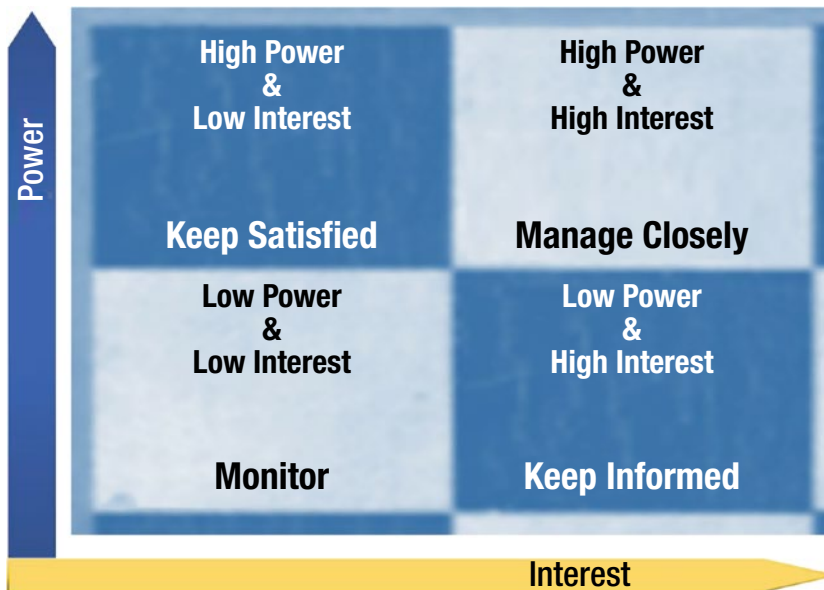 Power
High Power
&
Low Interest
Keep Satisfied
High Power
&
High Interest
Manage Closely
Low Power
&
Low Interest
Monitor
Low Power
&
High Interest
Keep Informed
Interest